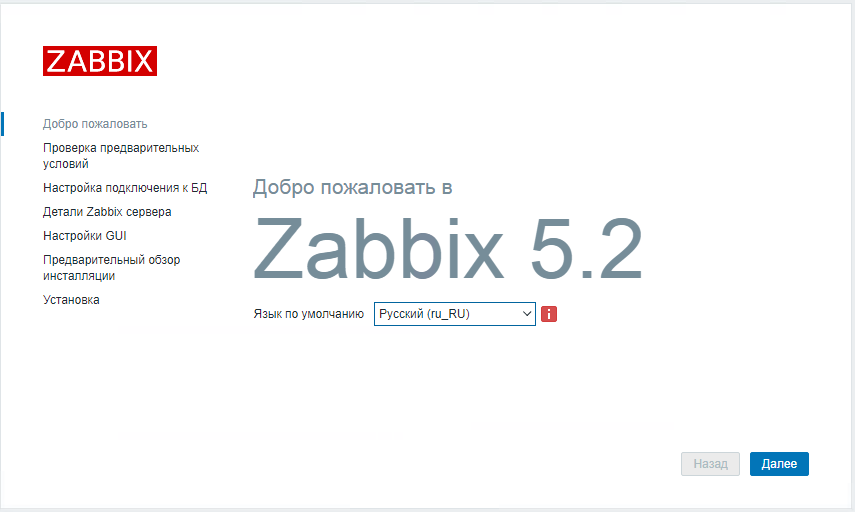 ZABBIX
Добро пожаловать
Проверка предварительных
условий
Настройка подключения к БД
Детали Zabbix сервера
Настройки GUI
Предварительный обзор
инсталляции
Установка
Добро пожаловать в
Zabbix 5.2
Язык по умолчанию Русский (ru_RU) i
Назад Далее